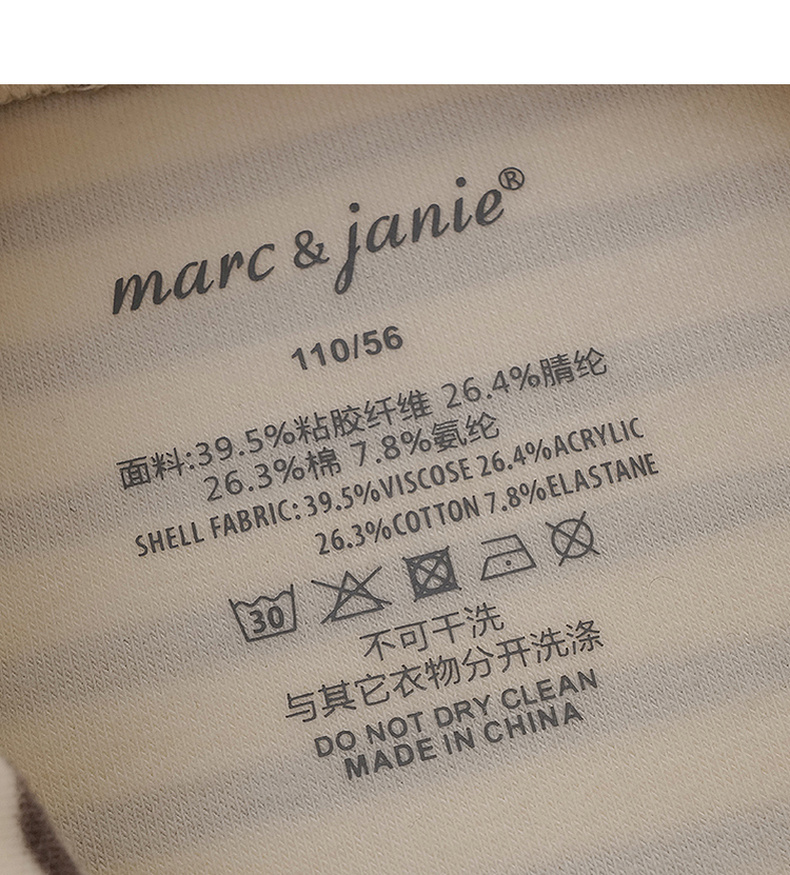 marc & janie®
110/56
面料:39.5%粘胶纤维 26.4%腈纶
26.3%棉 7.8%氨纶
SHELL FABRIC: 39.5%VISCOSE 26.4%ACRYLIC
26.3%COTTON 7.8%ELASTANE
30
不可干洗
与其它衣物分开洗涤
DO NOT DRY CLEAN
MADE IN CHINA